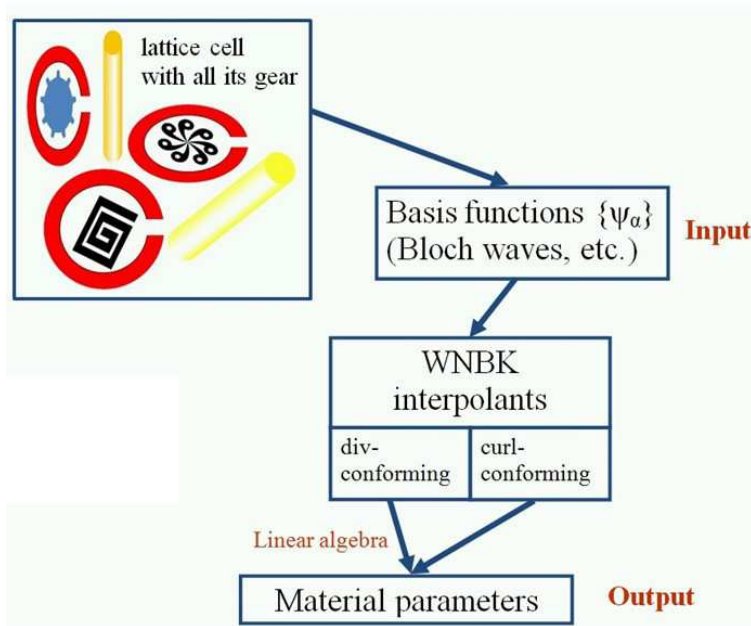 lattice cell
with all its gear
Basis functions {ψα}
(Bloch waves, etc.)
Input
WNBK
interpolants
div-
conforming
curl-
conforming
Linear algebra
Material parameters
Output